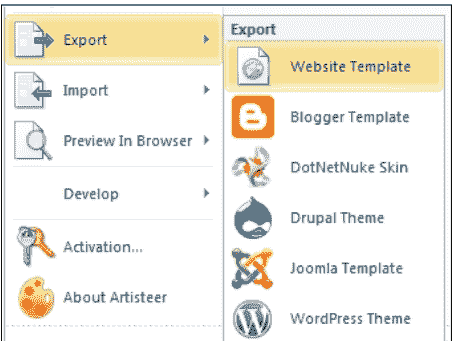 Export
Import
Preview In Browser
Develop
Activation...
About Artisteer
Export
Website Template
Blogger Template
DotNetNuke Skin
Drupal Theme
Joomla Template
WordPress Theme